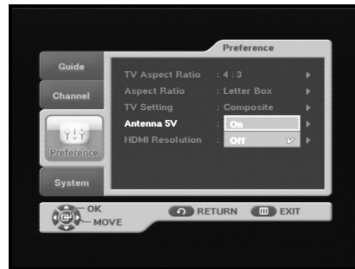 Preference
Guide
Channel
Preference
System
TV Aspect Ratio : 4 : 3
Aspect Ratio : Letter Box
TV Setting : Composite
Antenna 5V : On
HDMI Resolution : Off
OK
MOVE
RETURN
EXIT